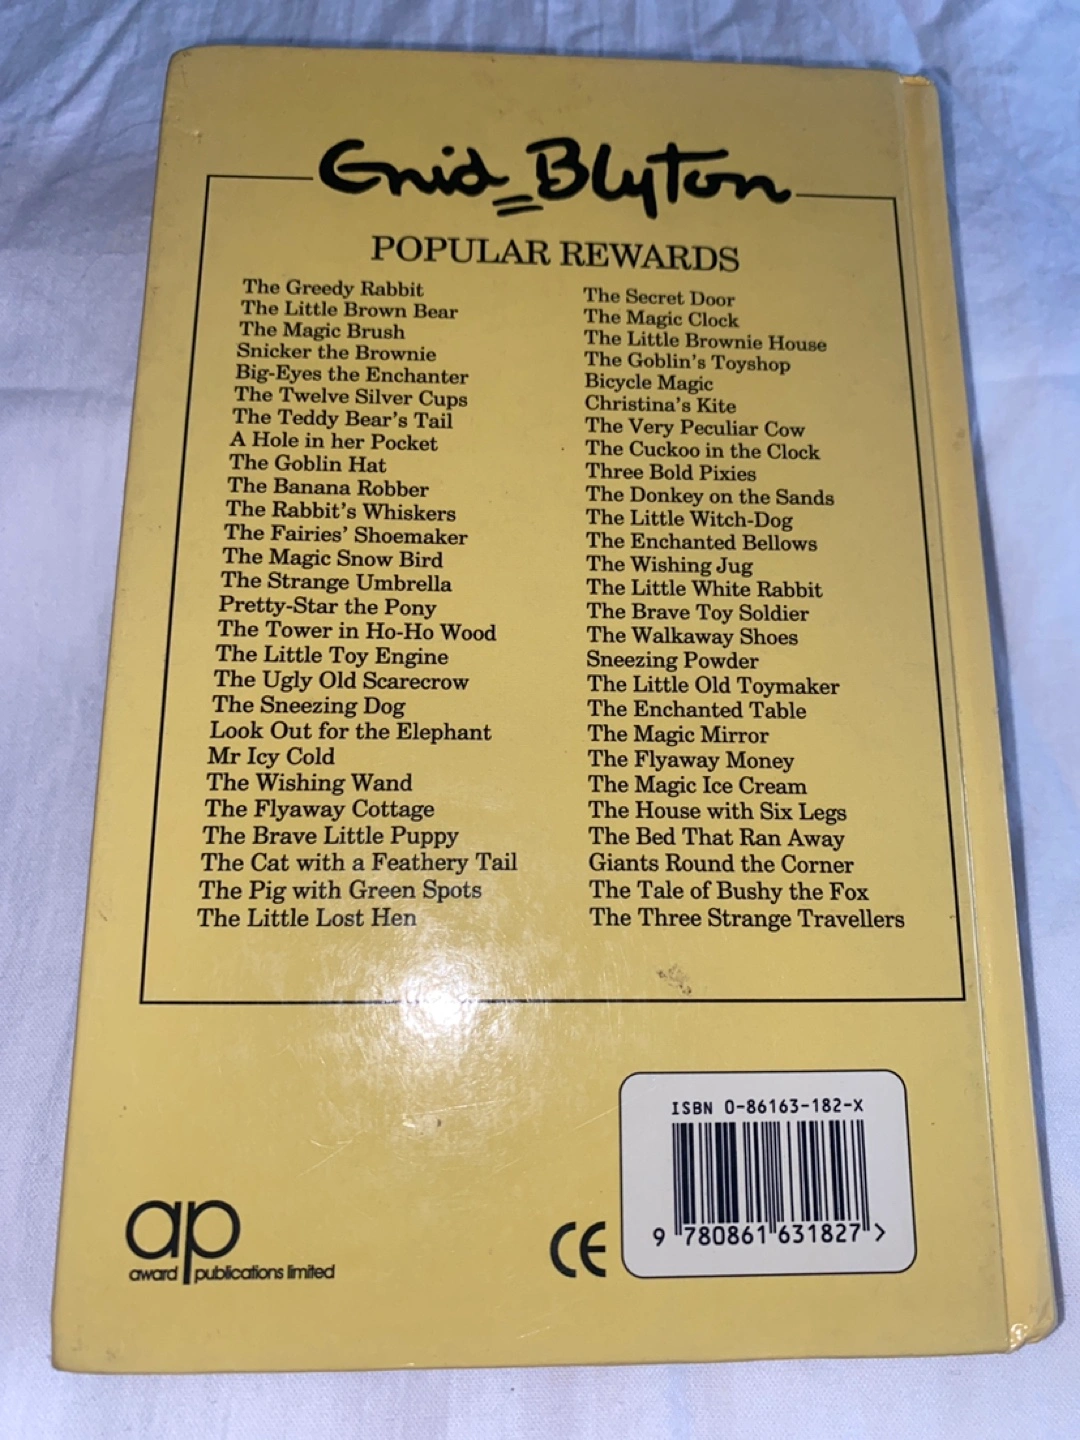 Enid Blyton
POPULAR REWARDS
The Greedy Rabbit
The Little Brown Bear
The Magic Brush
Snicker the Brownie
Big-Eyes the Enchanter
The Twelve Silver Cups
The Teddy Bear's Tail
A Hole in her Pocket
The Goblin Hat
The Banana Robber
The Rabbit's Whiskers
The Fairies' Shoemaker
The Magic Snow Bird
The Strange Umbrella
Pretty-Star the Pony
The Tower in Ho-Ho Wood
The Little Toy Engine
The Ugly Old Scarecrow
The Sneezing Dog
Look Out for the Elephant
Mr Icy Cold
The Wishing Wand
The Flyaway Cottage
The Brave Little Puppy
The Cat with a Feathery Tail
The Pig with Green Spots
The Little Lost Hen
The Secret Door
The Magic Clock
The Little Brownie House
The Goblin's Toyshop
Bicycle Magic
Christina's Kite
The Very Peculiar Cow
The Cuckoo in the Clock
Three Bold Pixies
The Donkey on the Sands
The Little Witch-Dog
The Enchanted Bellows
The Wishing Jug
The Little White Rabbit
The Brave Toy Soldier
The Walkaway Shoes
Sneezing Powder
The Little Old Toymaker
The Enchanted Table
The Magic Mirror
The Flyaway Money
The Magic Ice Cream
The House with Six Legs
The Bed That Ran Away
Giants Round the Corner
The Tale of Bushy the Fox
The Three Strange Travellers
ap
award publications limited
CE
ISBN 0-86163-182-X
9 780861 631827 >